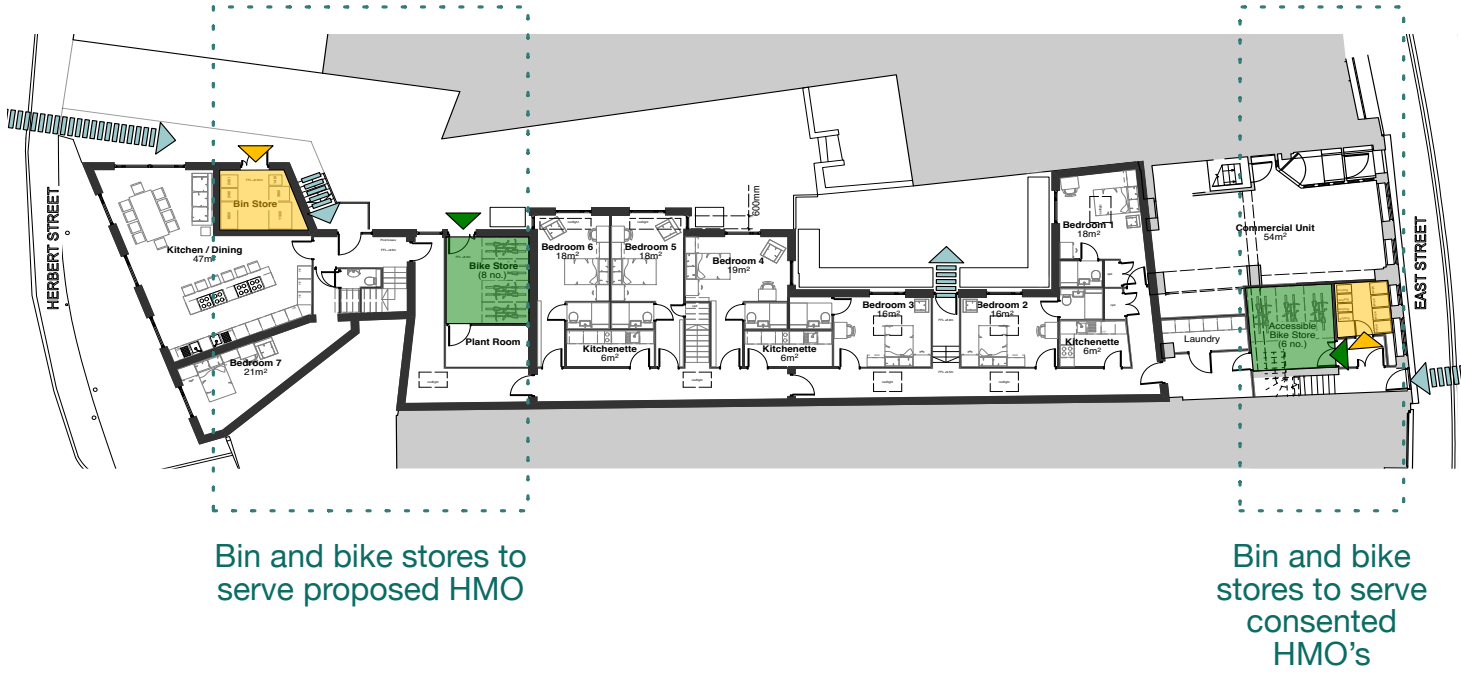 HERBERT STREET
Bin Store
Kitchen / Dining
47m²
Bedroom 7
21m²
Bike Store
(8 no.)
Plant Room
Bedroom 6
18m²
Bedroom 5
18m²
Kitchenette
6m²
600mm
Bedroom 4
19m²
Kitchenette
6m²
Bedroom 3
16m²
Bedroom 2
16m²
Bedroom 1
18m²
Kitchenette
6m²
Commercial Unit
54m²
Laundry
Accessible
Bike Store
(6 no.)
EAST STREET
Bin and bike stores to
serve proposed HMO
Bin and bike
stores to serve
consented
HMO’s